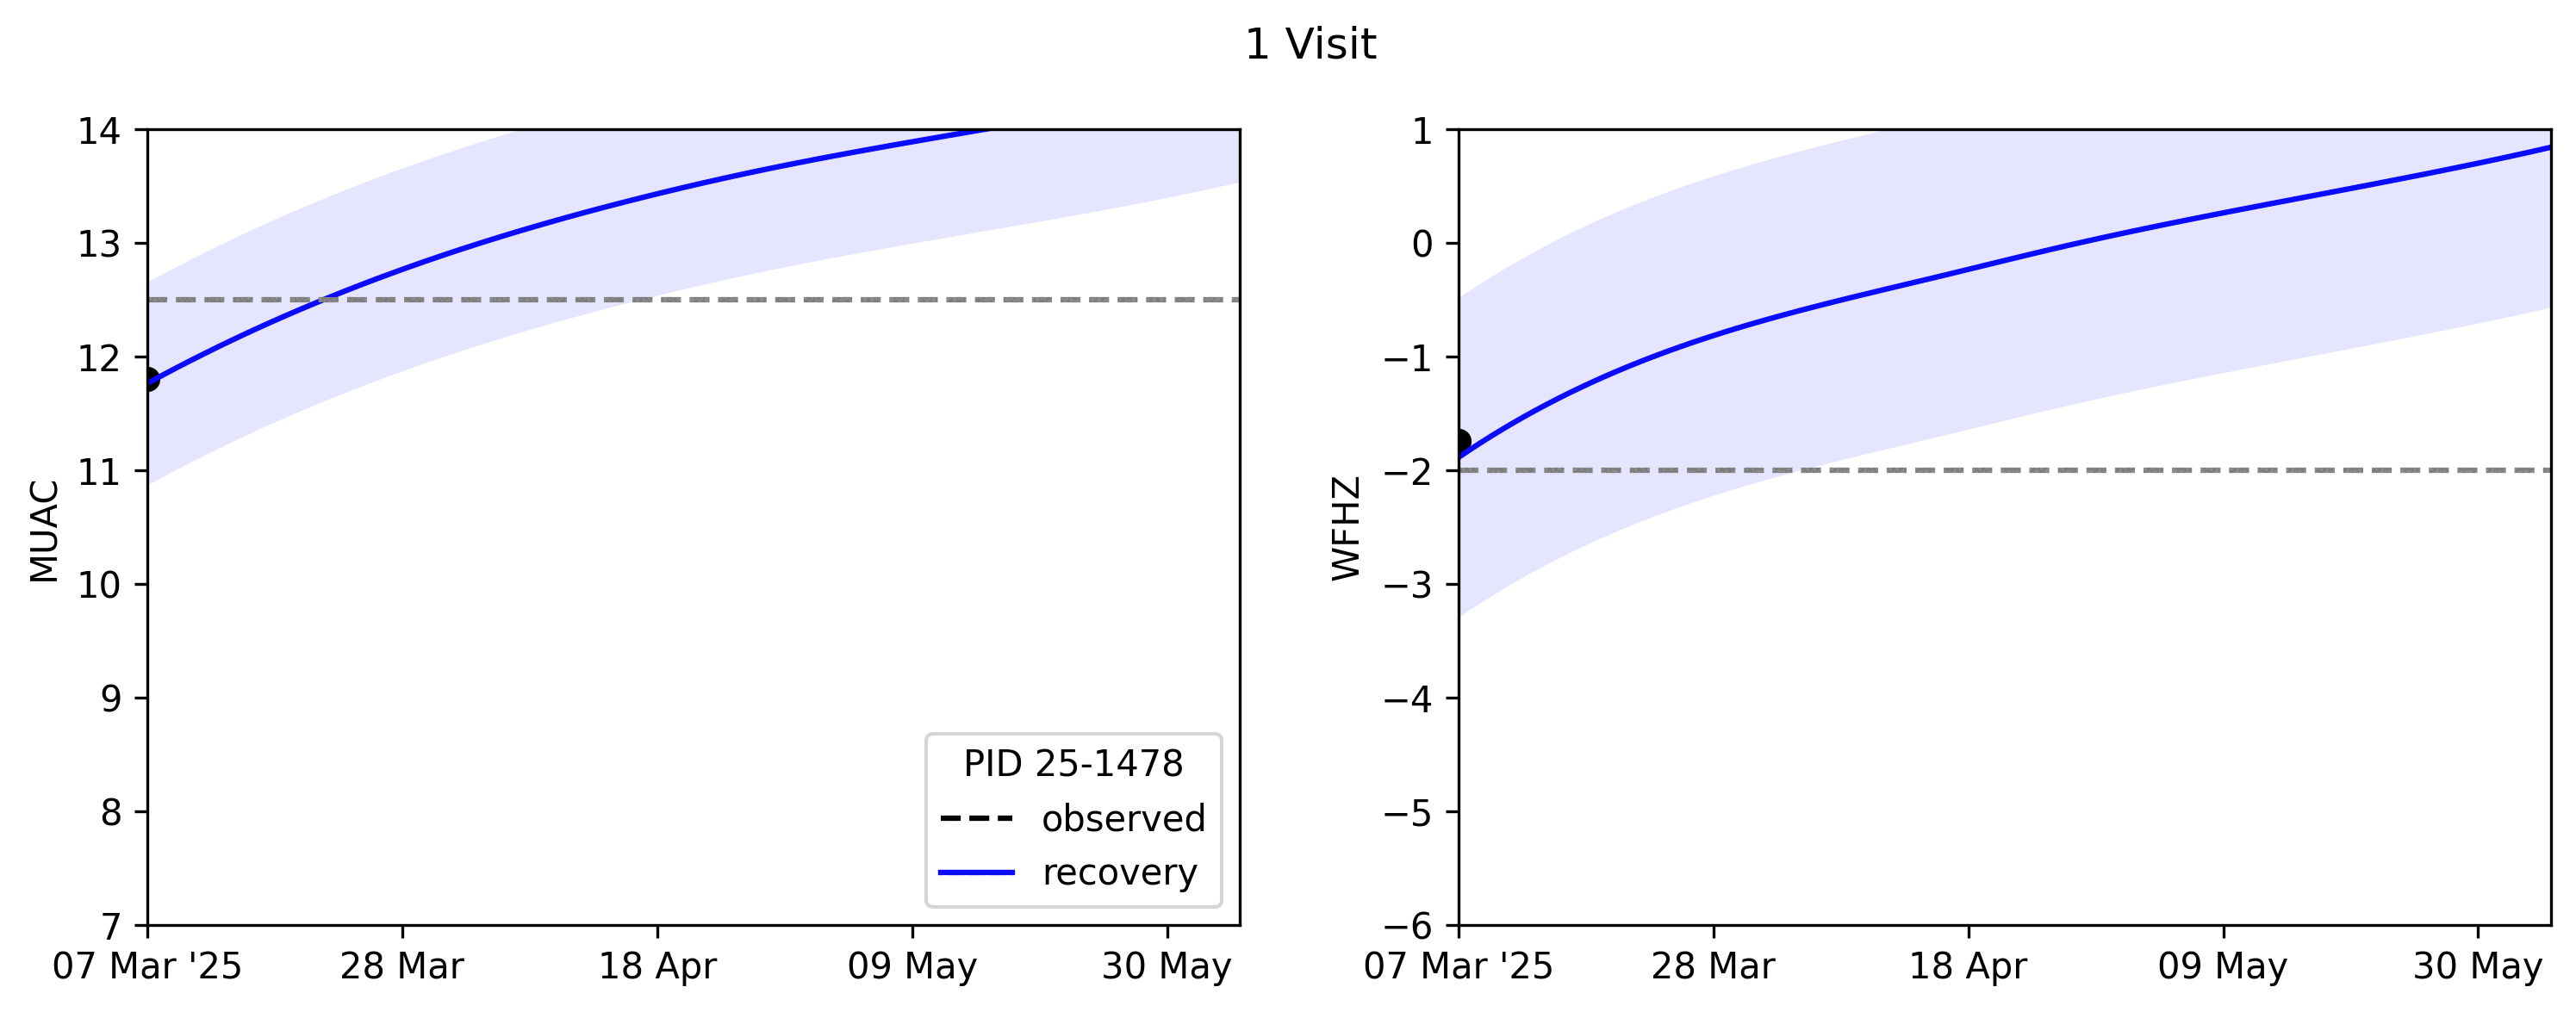 1 Visit
14
13
12
11
10
9
8
7
MUAC
07 Mar '25
28 Mar
18 Apr
09 May
30 May
PID 25-1478
observed
recovery
1
0
−1
−2
−3
−4
−5
−6
WFHZ
07 Mar '25
28 Mar
18 Apr
09 May
30 May